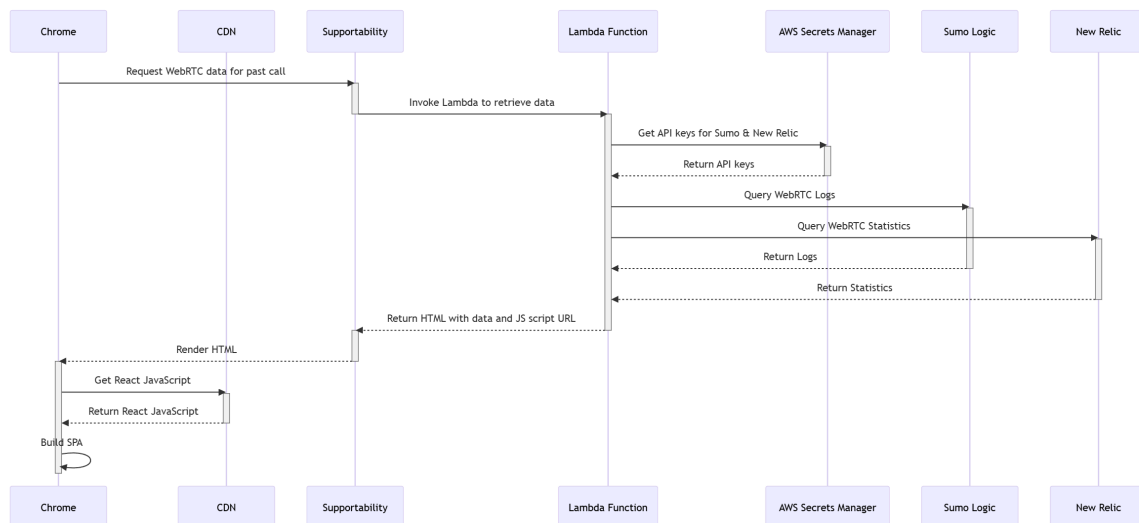 Chrome
CDN
Supportability
Lambda Function
AWS Secrets Manager
Sumo Logic
New Relic
Request WebRTC data for past call
Invoke Lambda to retrieve data
Get API keys for Sumo & New Relic
Return API keys
Query WebRTC Logs
Query WebRTC Statistics
Return Logs
Return Statistics
Return HTML with data and JS script URL
Render HTML
Get React JavaScript
Return React JavaScript
Build SPA
Chrome
CDN
Supportability
Lambda Function
AWS Secrets Manager
Sumo Logic
New Relic